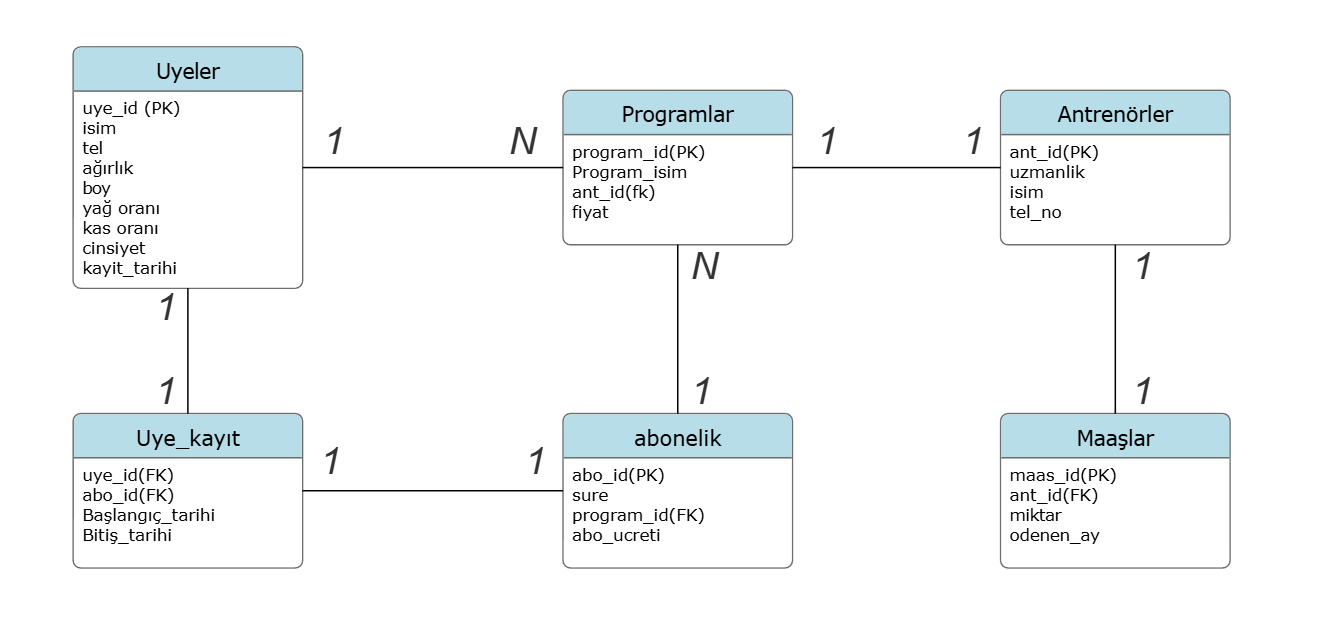 Uyeler
uye_id (PK)
isim
tel
ağırlık
boy
yağ oranı
kas oranı
cinsiyet
kayit_tarihi
1
N
Programlar
program_id(PK)
Program_isim
ant_id(fk)
fiyat
1
1
Antrenörler
ant_id(PK)
uzmanlik
isim
tel_no
1
1
N
1
1
1
Uye_kayıt
uye_id(FK)
abo_id(FK)
Başlangıç_tarihi
Bitiş_tarihi
1
1
abonelik
abo_id(PK)
sure
program_id(FK)
abo_ucreti
Maaşlar
maas_id(PK)
ant_id(FK)
miktar
odenen_ay